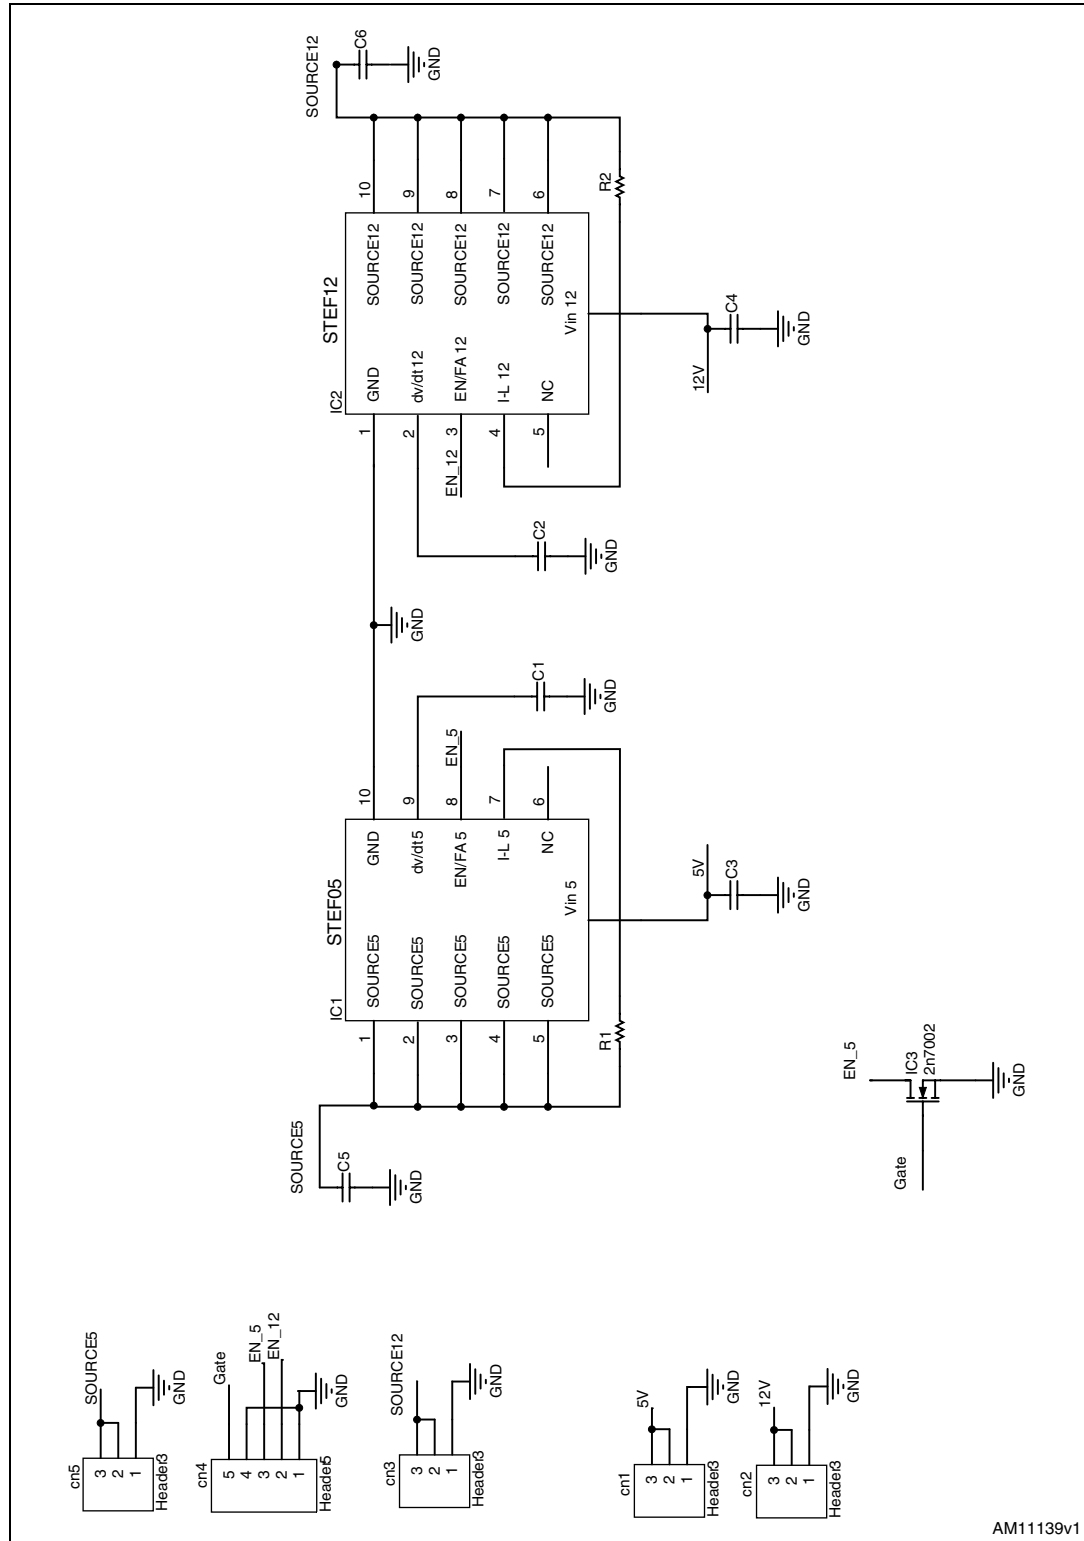 SOURCE12
C6
GND
IC2
STEF12
1
GND
2
dv/dt12
EN_12
3
EN/FA 12
4
I-L 12
5
NC
SOURCE12
10
SOURCE12
9
SOURCE12
8
SOURCE12
7
SOURCE12
6
Vin 12
R2
12V
C4
GND
C2
GND
GND
C1
GND
IC1
STEF05
1
SOURCE5
2
SOURCE5
3
SOURCE5
4
SOURCE5
5
SOURCE5
GND
10
dv/dt5
9
EN/FA 5
8
EN_5
I-L 5
7
NC
6
Vin 5
R1
5V
C3
GND
SOURCE5
C5
GND
EN_5
IC3
2n7002
Gate
GND
cn5
3
2
1
Header3
SOURCE5
GND
cn4
5
4
3
2
1
Header5
Gate
EN_5
EN_12
GND
cn3
3
2
1
Header3
SOURCE12
GND
cn1
3
2
1
Header3
5V
GND
cn2
3
2
1
Header3
12V
GND
AM11139v1